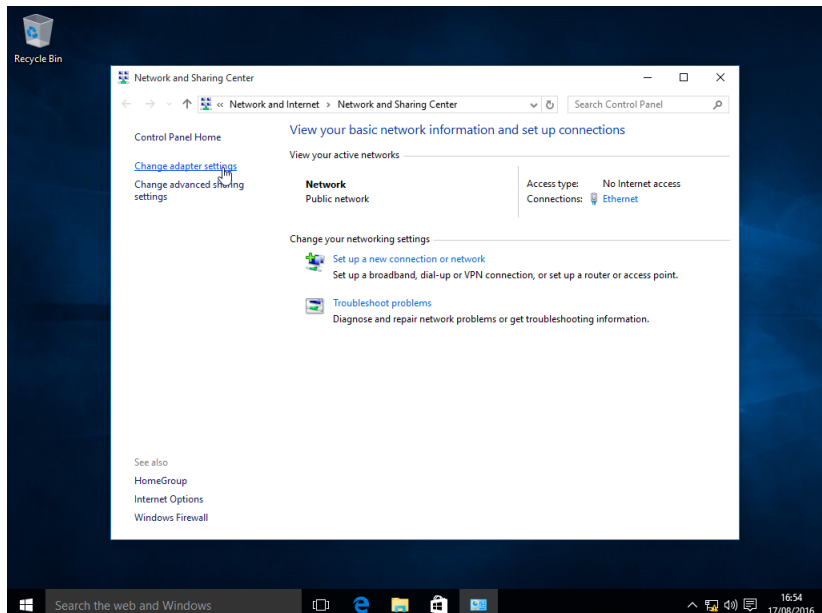 Recycle Bin
Network and Sharing Center
« Network and Internet › Network and Sharing Center
Search Control Panel
Control Panel Home
Change adapter settings
Change advanced sharing
settings
View your basic network information and set up connections
View your active networks
Network
Public network
Access type: No Internet access
Connections: Ethernet
Change your networking settings
Set up a new connection or network
Set up a broadband, dial-up or VPN connection, or set up a router or access point.
Troubleshoot problems
Diagnose and repair network problems or get troubleshooting information.
See also
HomeGroup
Internet Options
Windows Firewall
Search the web and Windows
16:54
17/08/2016